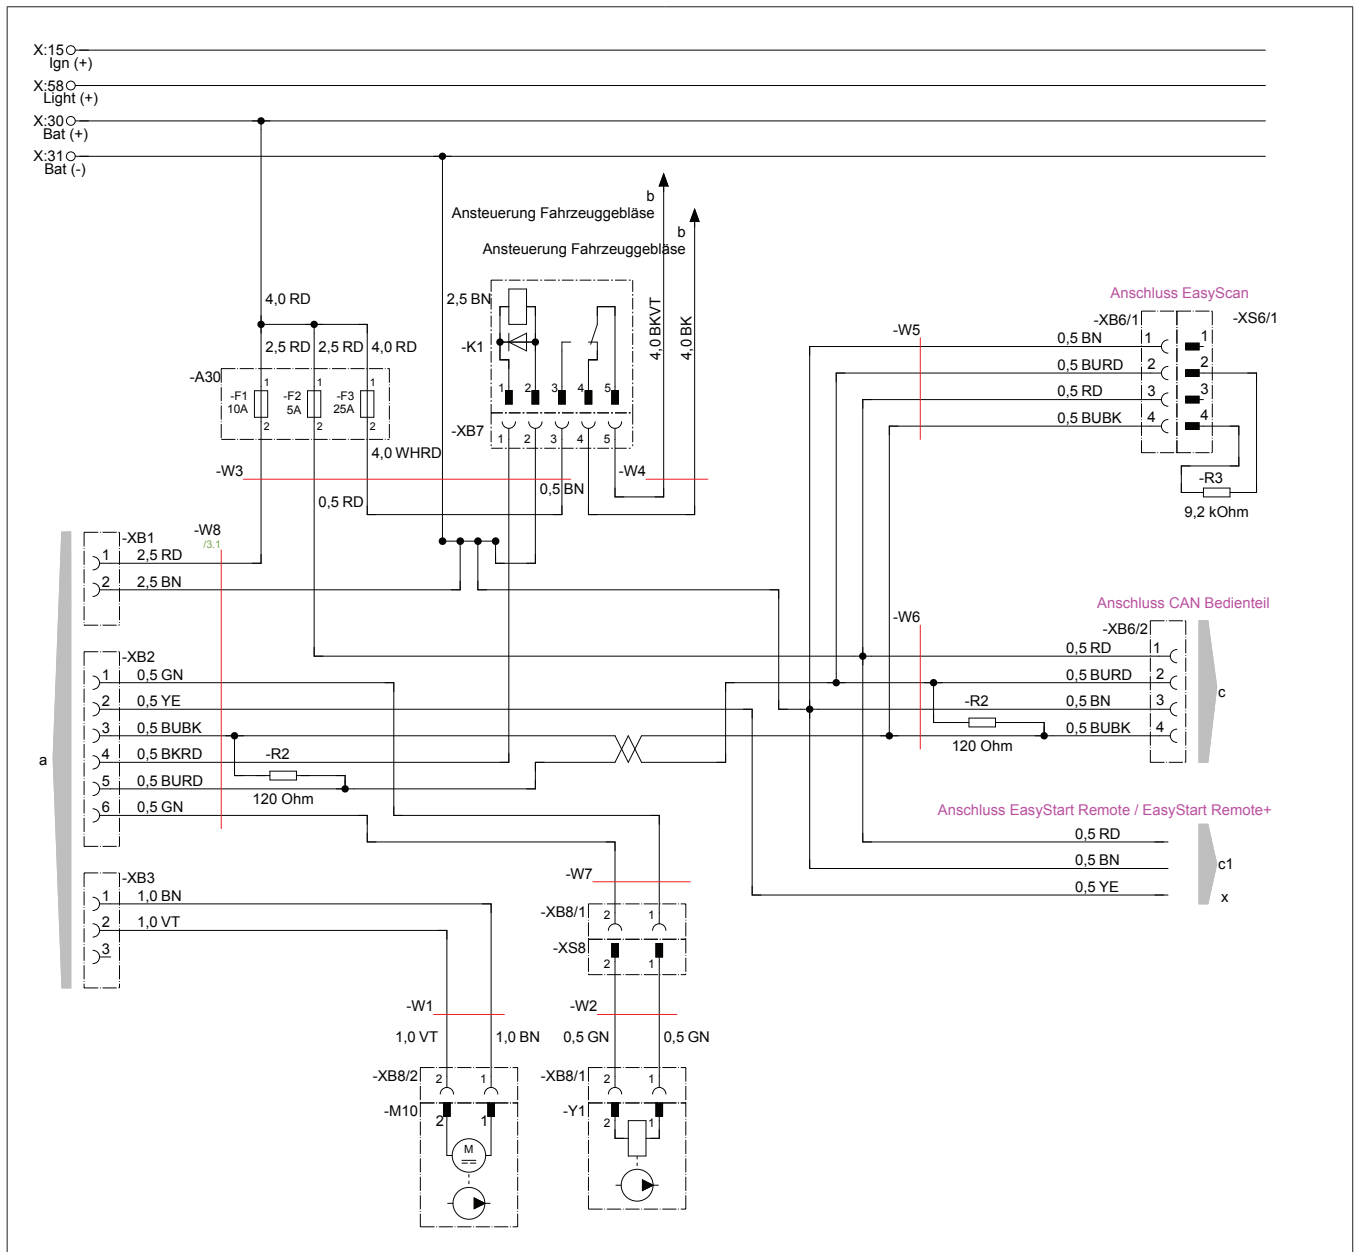 X:15
Ign (+)
X:58
Light (+)
X:30
Bat (+)
X:31
Bat (-)
b
Ansteuerung Fahrzeuggebläse
b
Ansteuerung Fahrzeuggebläse
4,0 RD
2,5 RD 2,5 RD 4,0 RD
-A30
1 1 1
-F1 10A
-F2 5A
-F3 25A
2 2 2
4,0 WHRD
-W3
0,5 RD
2,5 BN
-K1
1 2 3 4 5
-XB7
1 2 3 4 5
0,5 BN
-W4
4,0 BKVT
4,0 BK
Anschluss EasyScan
-XB6/1
-XS6/1
-W5
0,5 BN 1 1
0,5 BURD 2 2
0,5 RD 3 3
0,5 BUBK 4 4
-R3
9,2 kOhm
-W8
/3.1
-XB1
1 2,5 RD
2 2,5 BN
-XB2
1 0,5 GN
2 0,5 YE
3 0,5 BUBK
4 0,5 BKRD
5 0,5 BURD
6 0,5 GN
-R2
120 Ohm
a
-XB3
1 1,0 BN
2 1,0 VT
3
Anschluss CAN Bedienteil
-W6
-XB6/2
0,5 RD 1
0,5 BURD 2
0,5 BN 3
0,5 BUBK 4
-R2
120 Ohm
c
Anschluss EasyStart Remote / EasyStart Remote+
0,5 RD
0,5 BN
0,5 YE
c1
x
-W7
-XB8/1
2 1
-XS8
2 1
-W1
1,0 VT 1,0 BN
-W2
0,5 GN 0,5 GN
-XB8/2
2 1
-M10
2 1
M
-XB8/1
2 1
-Y1
2 1